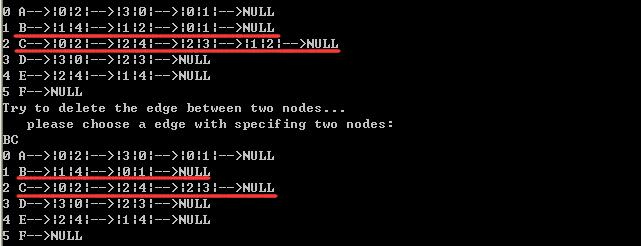 0 A-->|0|2|-->|3|0|-->|0|1|-->NULL
1 B-->|1|4|-->|1|2|-->|0|1|-->NULL
2 C-->|0|2|-->|2|4|-->|2|3|-->|1|2|-->NULL
3 D-->|3|0|-->|2|3|-->NULL
4 E-->|2|4|-->|1|4|-->NULL
5 F-->NULL
Try to delete the edge between two nodes...
   please choose a edge with specifing two nodes:
BC
0 A-->|0|2|-->|3|0|-->|0|1|-->NULL
1 B-->|1|4|-->|0|1|-->NULL
2 C-->|0|2|-->|2|4|-->|2|3|-->NULL
3 D-->|3|0|-->|2|3|-->NULL
4 E-->|2|4|-->|1|4|-->NULL
5 F-->NULL